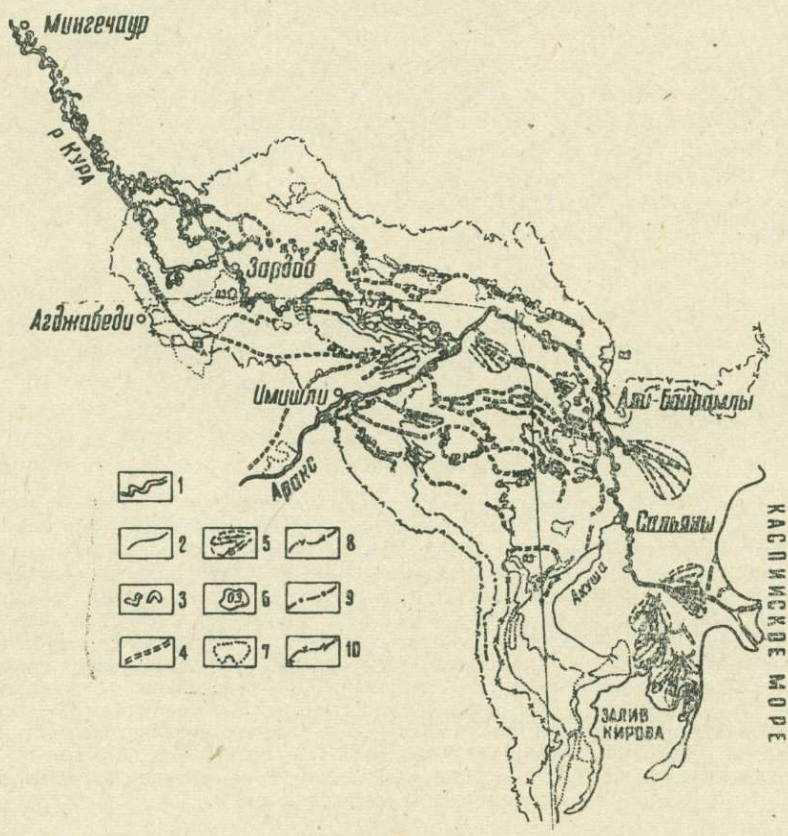 Мингечаур
р КУРА
Зардоб
Агджабеди
Имишли
Али-Байрамлы
Аракс
1
2
3
4
5
6
7
8
9
10
Сальяны
Акуша
ЗАЛИВ
КИРОВА
КАСПИЙСКОЕ МОРЕ